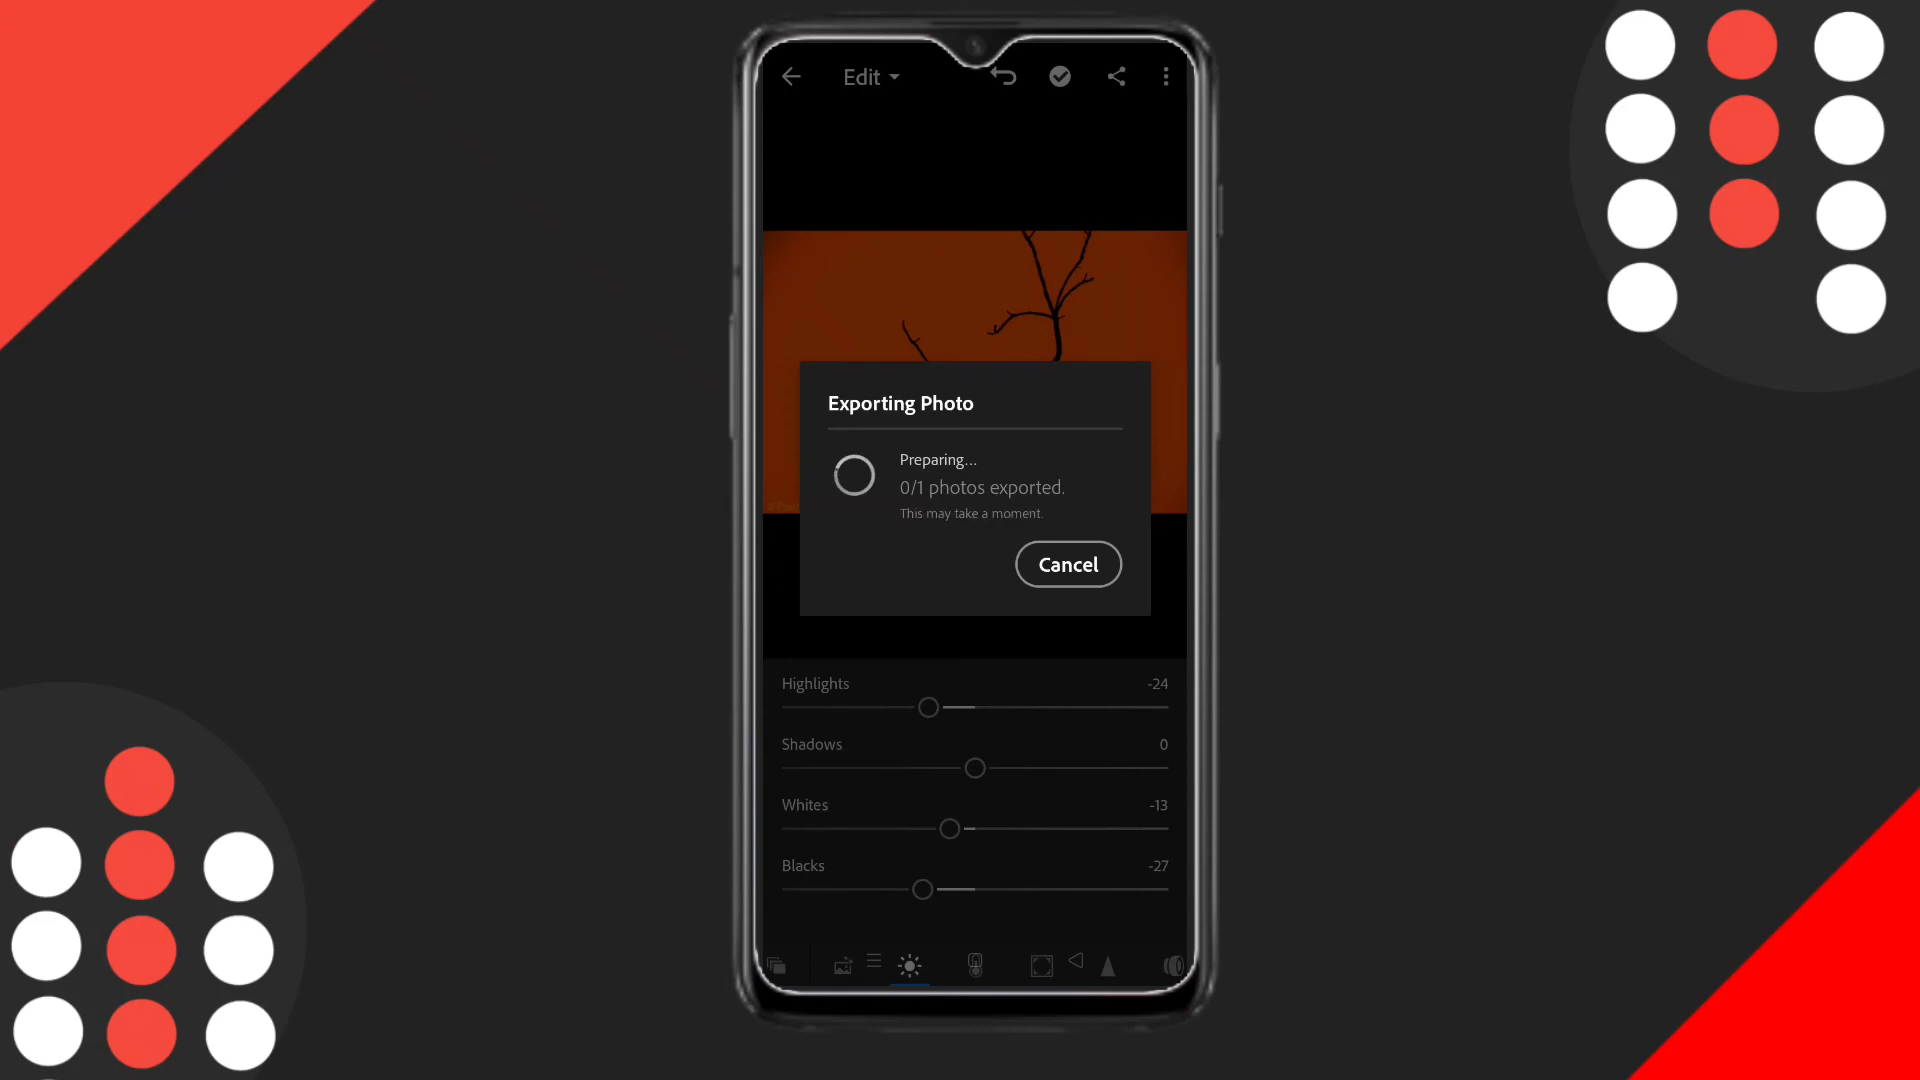 Edit
Exporting Photo
Preparing...
0/1 photos exported.
This may take a moment.
Cancel
Highlights -24
Shadows 0
Whites -13
Blacks -27